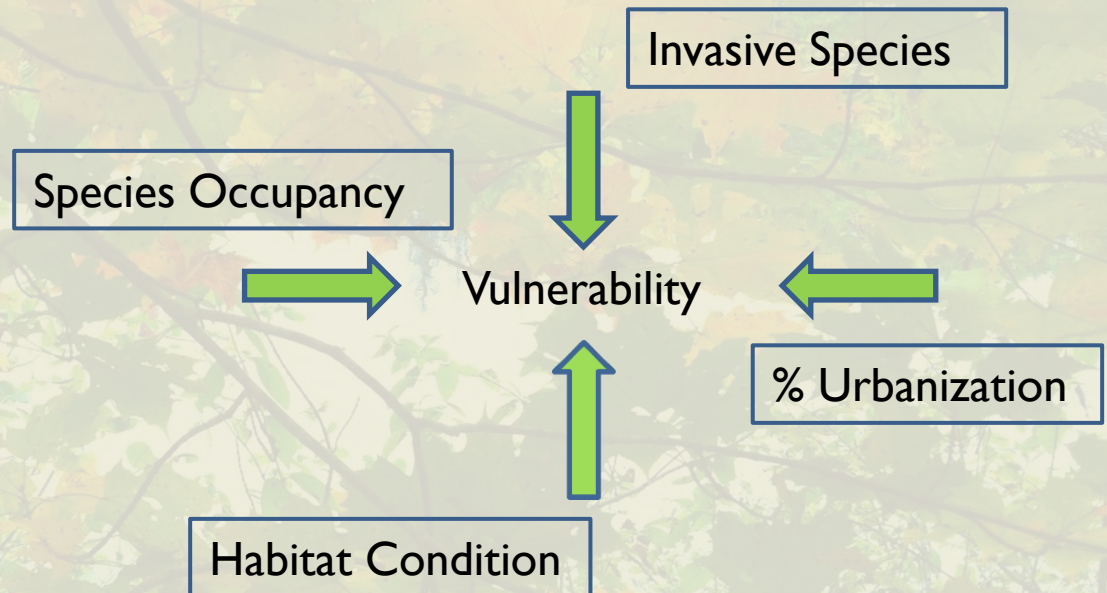 Invasive Species
Species Occupancy
Vulnerability
% Urbanization
Habitat Condition